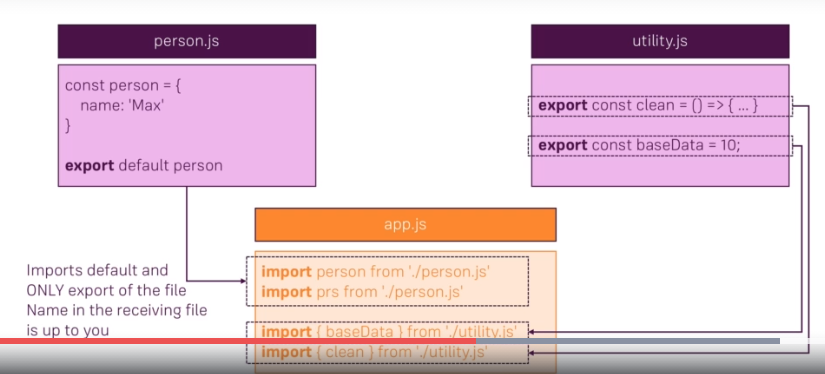 person.js
const person = {
name: 'Max'
}
export default person
utility.js
export const clean = () => { ... }
export const baseData = 10;
app.js
import person from './person.js'
import prs from './person.js'
import { baseData } from './utility.js'
import { clean } from './utility.js'
Imports default and
ONLY export of the file
Name in the receiving file
is up to you